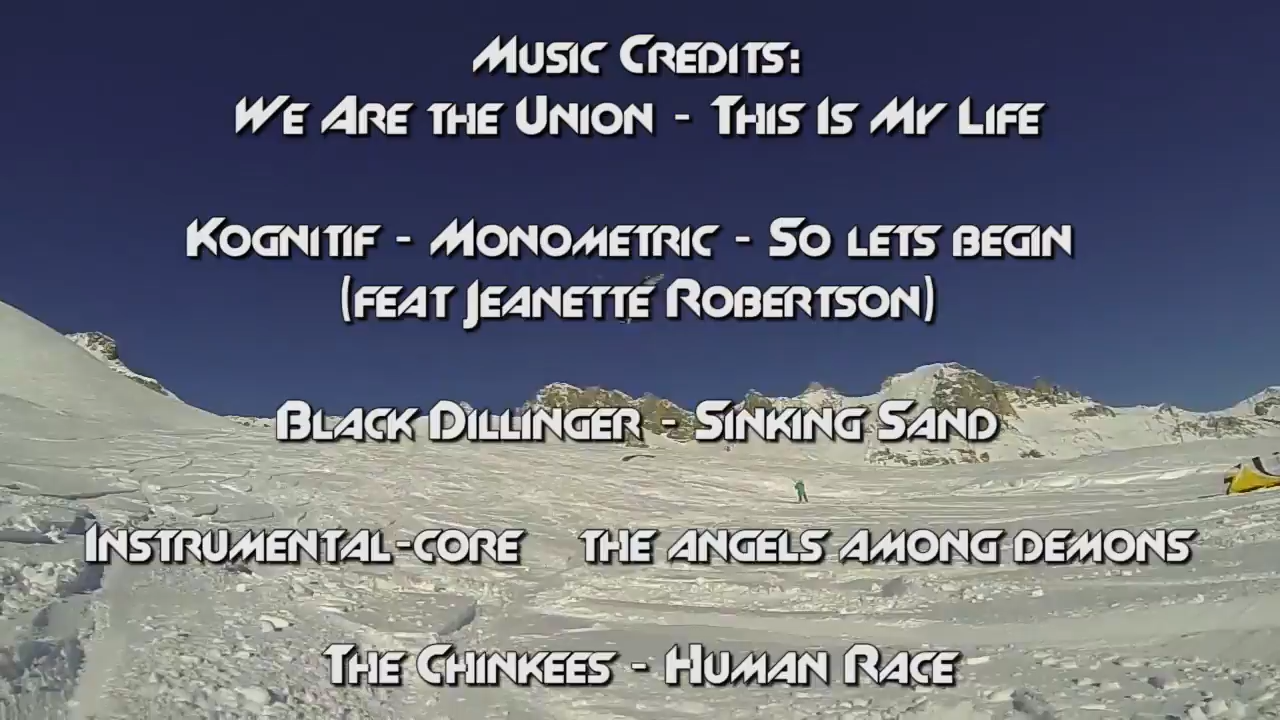 Music Credits:
We Are the Union - This Is My Life
Kognitif - Monometric - So lets begin
(feat Jeanette Robertson)
Black Dillinger - Sinking Sand
Instrumental-core the angels among demons
The Chinkees - Human Race